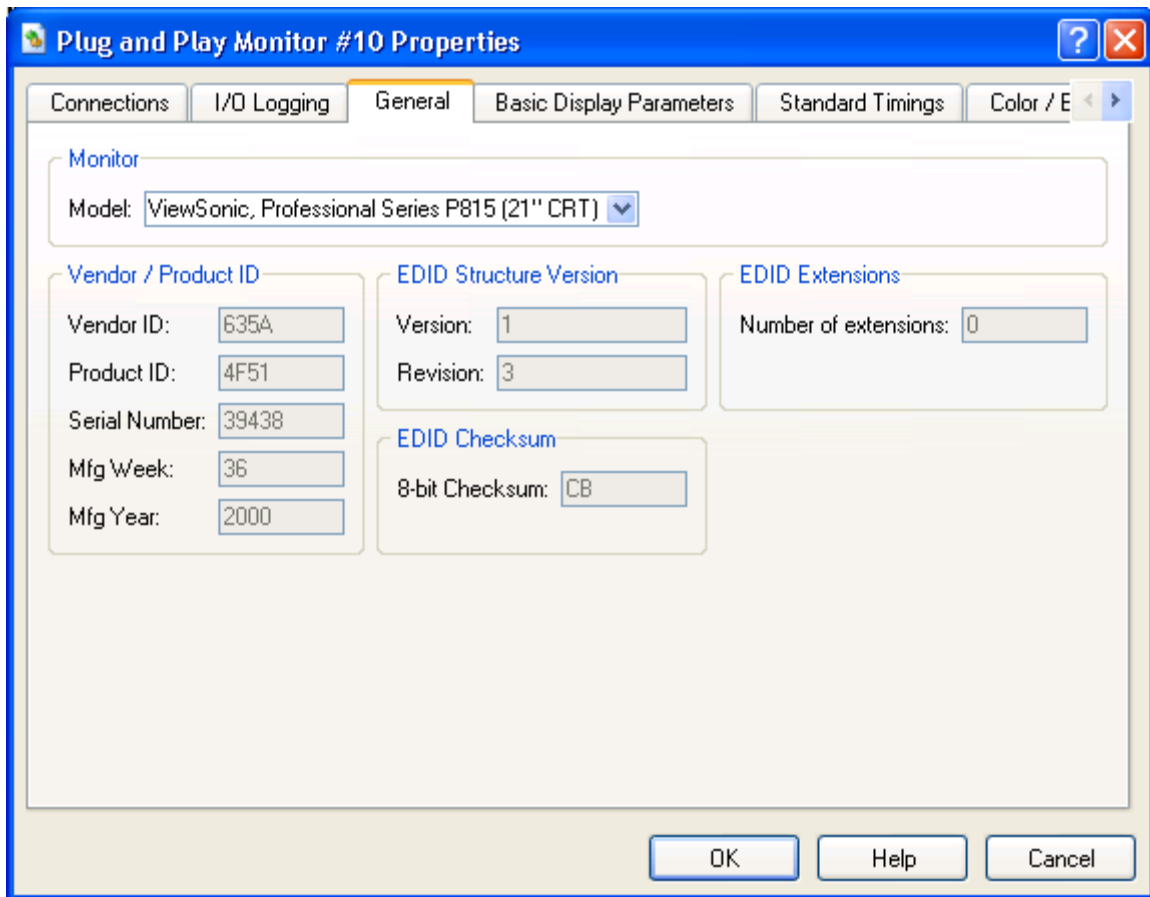 Plug and Play Monitor #10 Properties
Connections
I/O Logging
General
Basic Display Parameters
Standard Timings
Color / E
Monitor
Model: ViewSonic, Professional Series P815 (21" CRT)
Vendor / Product ID
Vendor ID: 635A
Product ID: 4F51
Serial Number: 39438
Mfg Week: 36
Mfg Year: 2000
EDID Structure Version
Version: 1
Revision: 3
EDID Checksum
8-bit Checksum: CB
EDID Extensions
Number of extensions: 0
OK
Help
Cancel